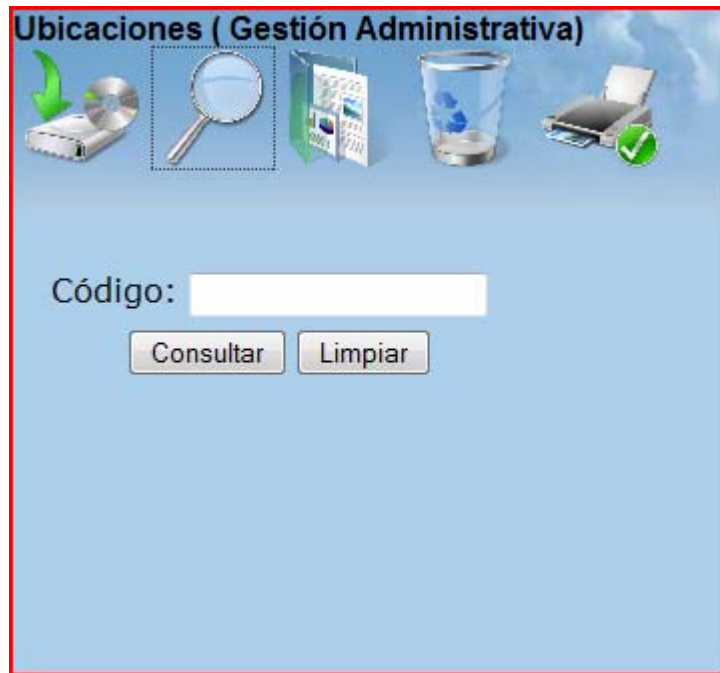 Ubicaciones ( Gestión Administrativa)
Código:
Consultar Limpiar